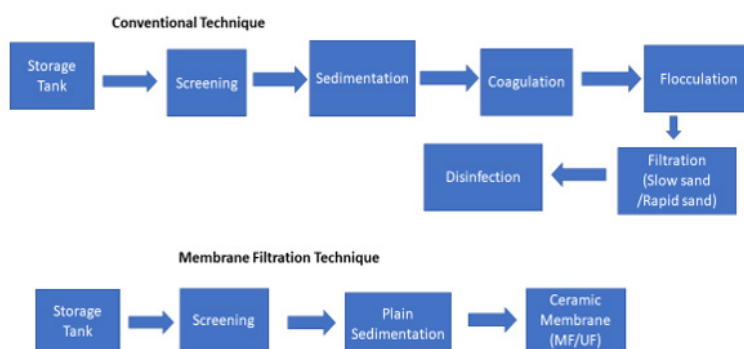 Conventional Technique
Storage
Tank
Screening
Sedimentation
Coagulation
Flocculation
Filtration
(Slow sand
/Rapid sand)
Disinfection
Membrane Filtration Technique
Storage
Tank
Screening
Plain
Sedimentation
Ceramic
Membrane
(MF/UF)